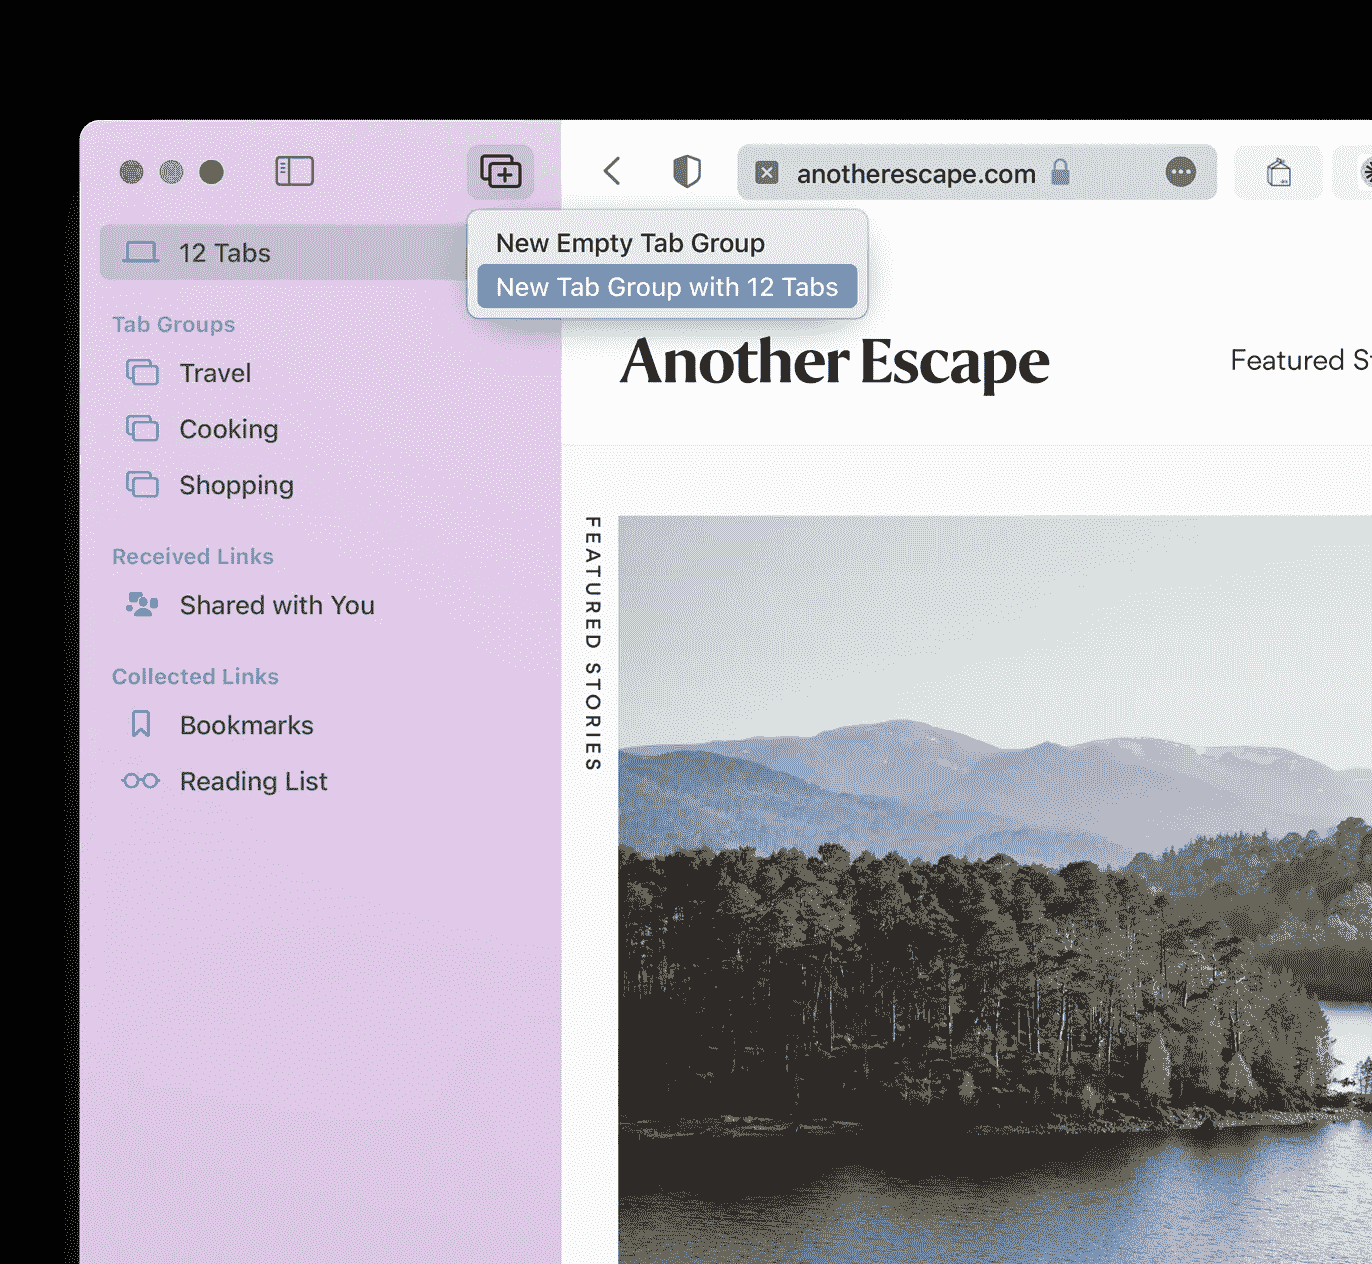 anotherescape.com
12 Tabs
New Empty Tab Group
New Tab Group with 12 Tabs
Tab Groups
Travel
Cooking
Shopping
Received Links
Shared with You
Collected Links
Bookmarks
Reading List
Another Escape
Featured S
FEATURED STORIES